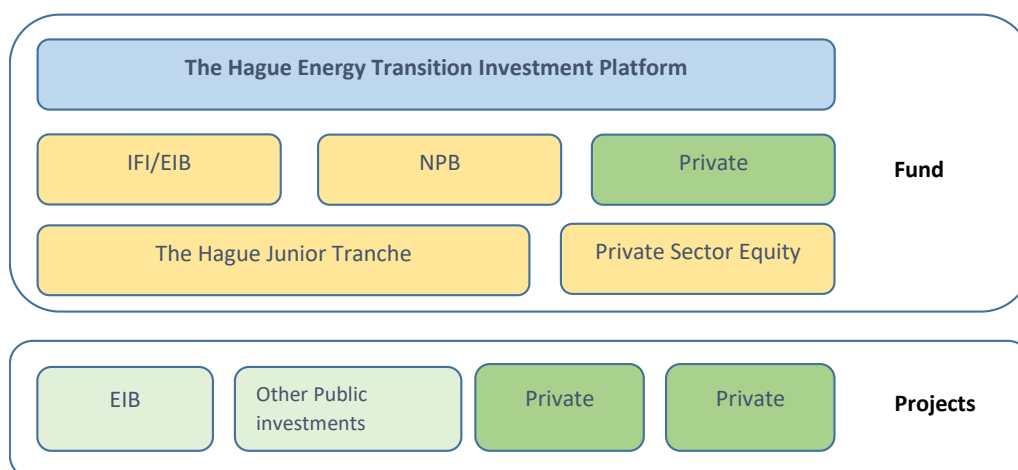 The Hague Energy Transition Investment Platform
IFI/EIB
NPB
Private
Fund
The Hague Junior Tranche
Private Sector Equity
EIB
Other Public
investments
Private
Private
Projects